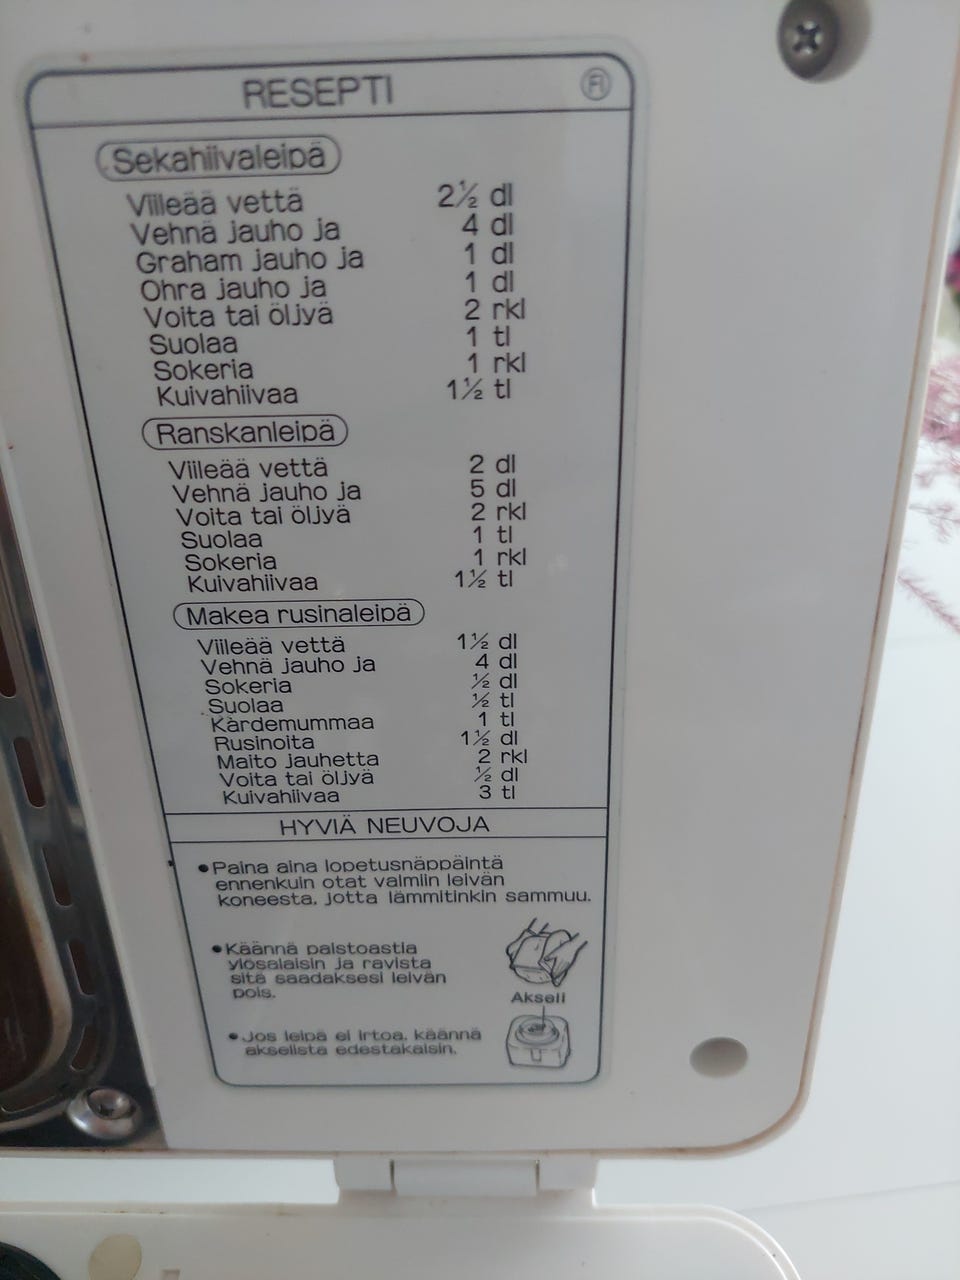 RESEPTI
FI
Sekahiivaleipä
Viileää vettä 2½ dl
Vehnä jauho ja 4 dl
Graham jauho ja 1 dl
Ohra jauho ja 1 dl
Voita tai öljyä 2 rkl
Suolaa 1 tl
Sokeria 1 rkl
Kuivahiivaa 1½ tl
Ranskanleipä
Viileää vettä 2 dl
Vehnä jauho ja 5 dl
Voita tai öljyä 2 rkl
Suolaa 1 tl
Sokeria 1 rkl
Kuivahiivaa 1½ tl
Makea rusinaleipä
Viileää vettä 1½ dl
Vehnä jauho ja 4 dl
Sokeria ½ dl
Suolaa ½ tl
Kardemummaa 1 tl
Rusinoita 1½ dl
Maito jauhetta 2 rkl
Voita tai öljyä ½ dl
Kuivahiivaa 3 tl
HYVIÄ NEUVOJA
•Paina aina lopetusnäppäintä
ennenkuin otat valmiin leivän
koneesta, jotta lämmitinkin sammuu.
•Käännä paistoastia
ylösalaisin ja ravista
sitä saadaksesi leivän
pois.
Akseli
•Jos leipä ei irtoa, käännä
akselista edestakaisin.